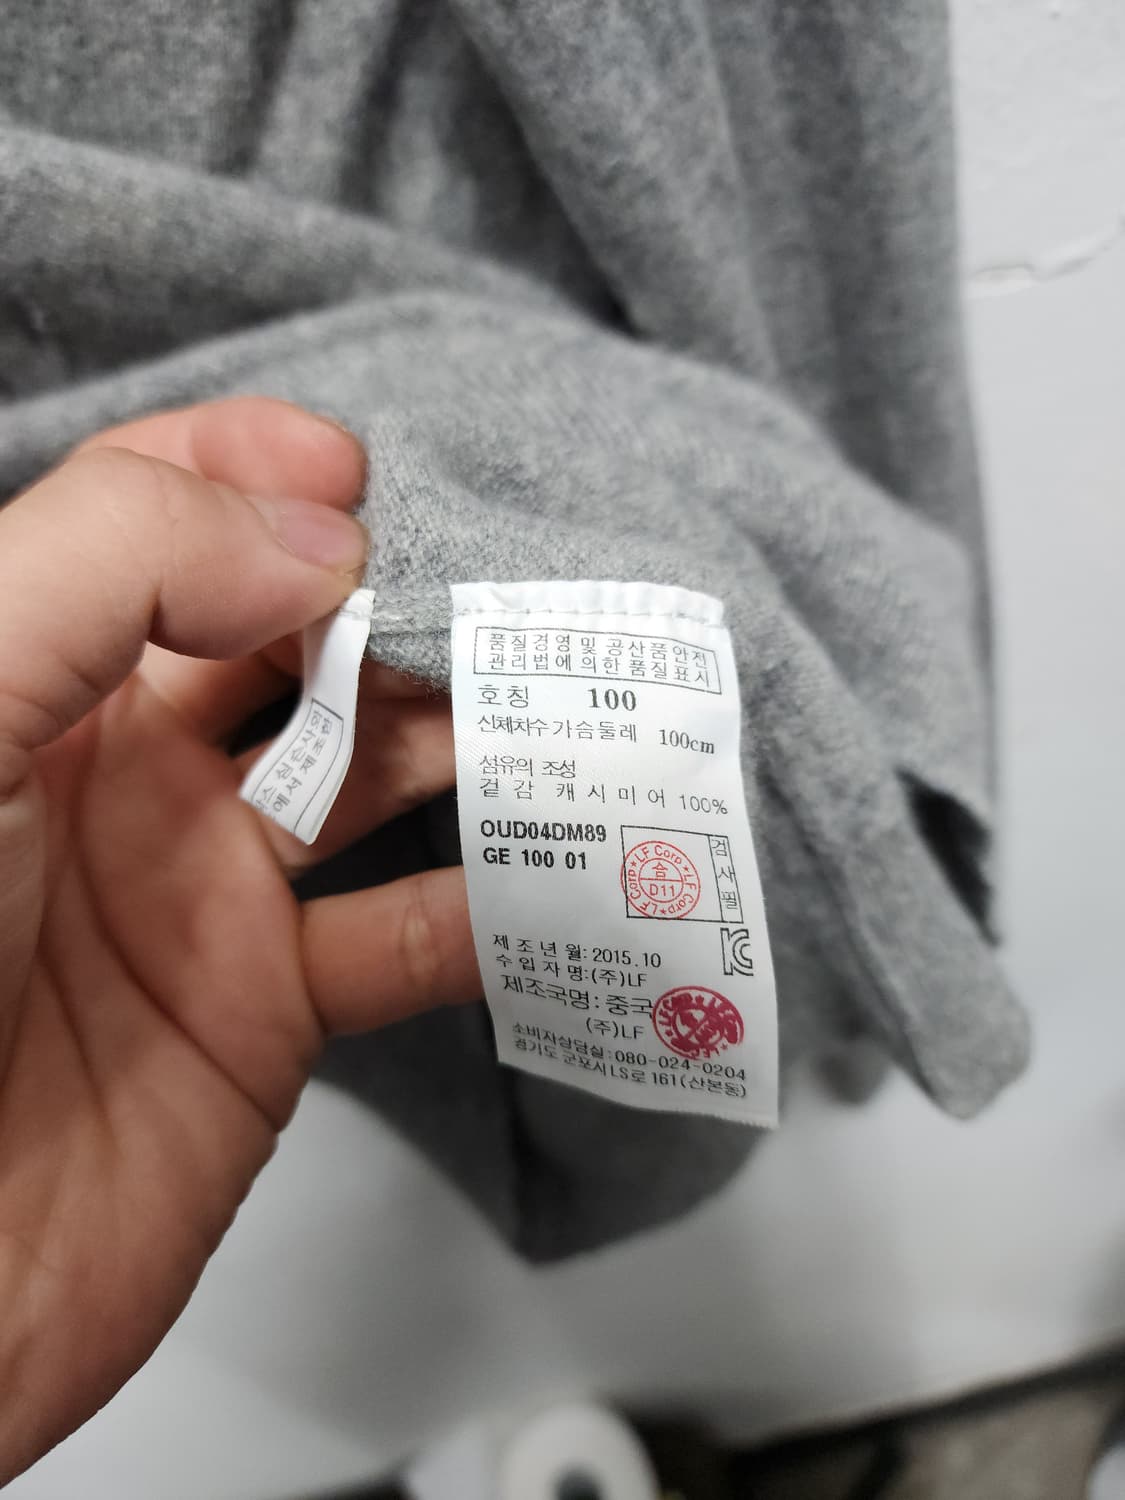 품질경영 및 공산품안전
관리법에 의한 품질표시
호칭 100
신체치수 가슴둘레 100cm
섬유의 조성
겉감 캐시미어 100%
OUD04DM89
GE 100 01
검사필
LF Corp★LF Corp★LF Corp★
합
D11
제조년월: 2015.10
수입자명:(주)LF
제조국명: 중국
(주)LF
소비자상담실: 080-024-0204
경기도 군포시 LS로 161(산본동)